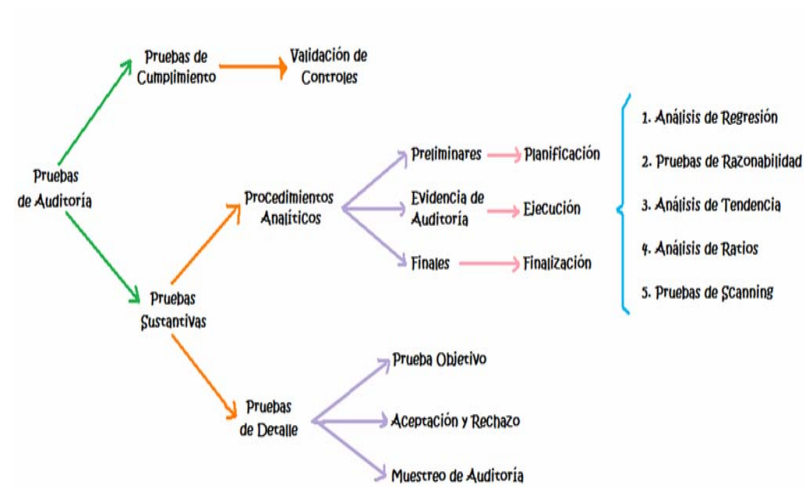 Pruebas de
Cumplimiento
Validación de
Controles
Pruebas
de Auditoría
Procedimientos
Analíticos
Preliminares
Planificación
Evidencia de
Auditoría
Ejecución
Finales
Finalización
1. Análisis de Regresión
2. Pruebas de Razonabilidad
3. Análisis de Tendencia
4. Análisis de Ratios
5. Pruebas de Scanning
Pruebas
Sustantivas
Pruebas
de Detalle
Prueba Objetivo
Aceptación y Rechazo
Muestreo de Auditoría